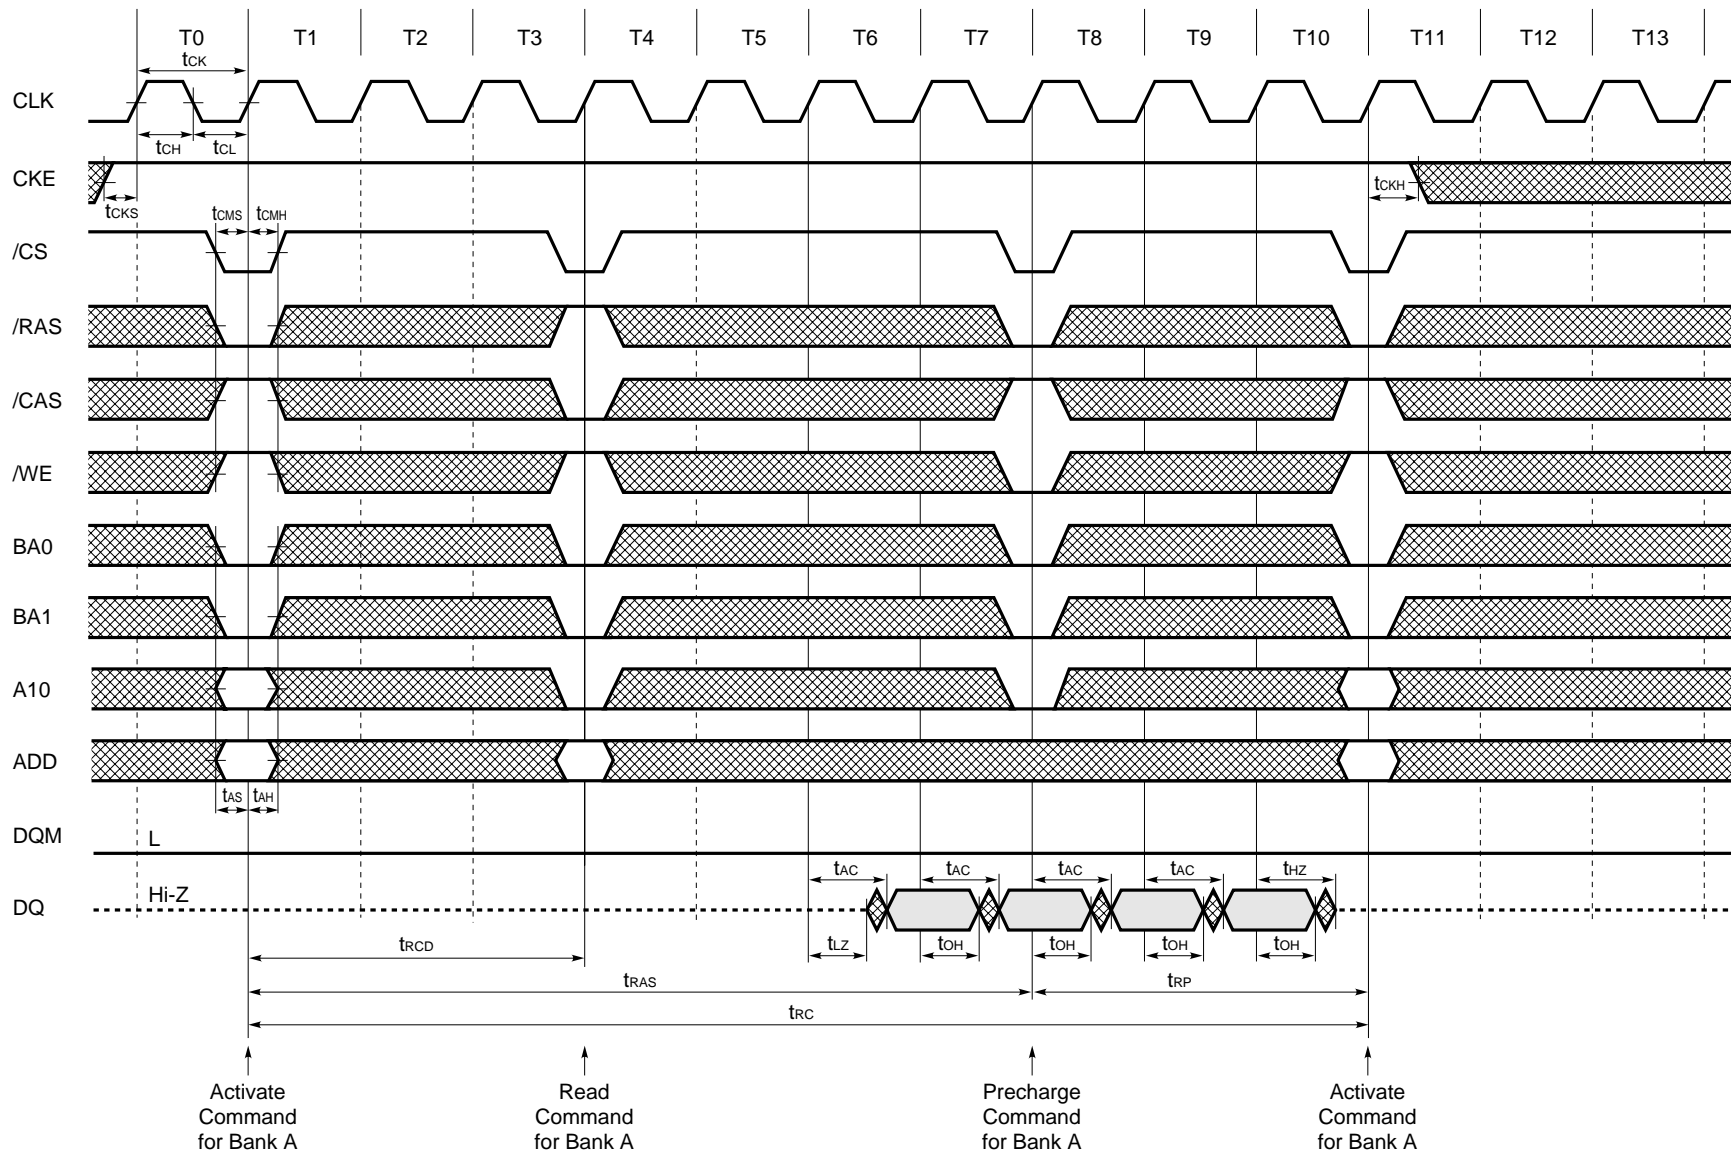 T0 T1 T2 T3 T4 T5 T6 T7 T8 T9 T10 T11 T12 T13
tCK
CLK
tCH tCL
CKE
tCKS
tCKH
tCMS tCMH
/CS
/RAS
/CAS
/WE
BA0
BA1
A10
ADD
tAS tAH
DQM
L
tAC tAC tAC tAC tHZ
Hi-Z
DQ
tRCD
tLZ tOH tOH tOH tOH
tRAS tRP
tRC
Activate
Command
for Bank A
Read
Command
for Bank A
Precharge
Command
for Bank A
Activate
Command
for Bank A